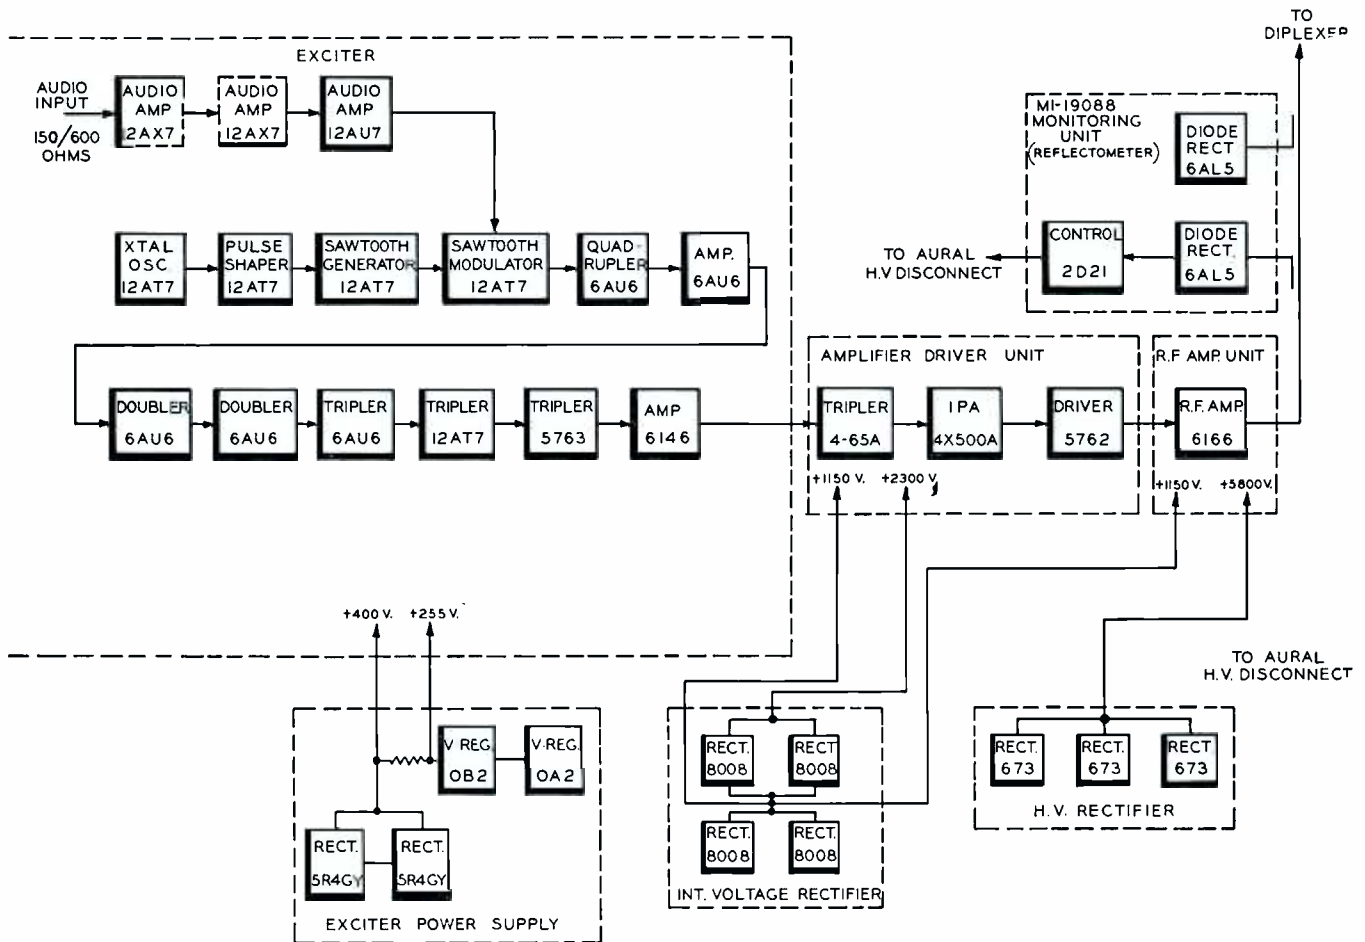 TO
DIPLEXER
EXCITER
AUDIO
INPUT
150/600
OHMS
AUDIO
AMP
12AX7
AUDIO
AMP
12AX7
AUDIO
AMP
12AU7
MI-19088
MONITORING
UNIT
(REFLECTOMETER)
DIODE
RECT
6AL5
XTAL
OSC
12AT7
PULSE
SHAPER
12AT7
SAWTOOTH
GENERATOR
12AT7
SAWTOOTH
MODULATOR
12AT7
QUAD-
RUPLER
6AU6
AMP.
6AU6
TO AURAL
H.V DISCONNECT
CONTROL
2D21
DIODE
RECT.
6AL5
AMPLIFIER DRIVER UNIT
R.F AMP. UNIT
DOUBLER
6AU6
DOUBLER
6AU6
TRIPLER
6AU6
TRIPLER
12AT7
TRIPLER
5763
AMP
6146
TRIPLER
4-65A
IPA
4X500A
DRIVER
5762
R.F. AMP.
6166
+1150 V.
+2300 V.
+1150 V.
+5800V.
+400 V.
+255 V.
TO AURAL
H.V. DISCONNECT
V REG.
OB2
V-REG.
OA2
RECT.
5R4GY
RECT.
5R4GY
EXCITER POWER SUPPLY
RECT.
8008
RECT
8008
RECT.
8008
RECT.
8008
INT. VOLTAGE RECTIFIER
RECT.
673
RECT.
673
RECT
673
H.V. RECTIFIER